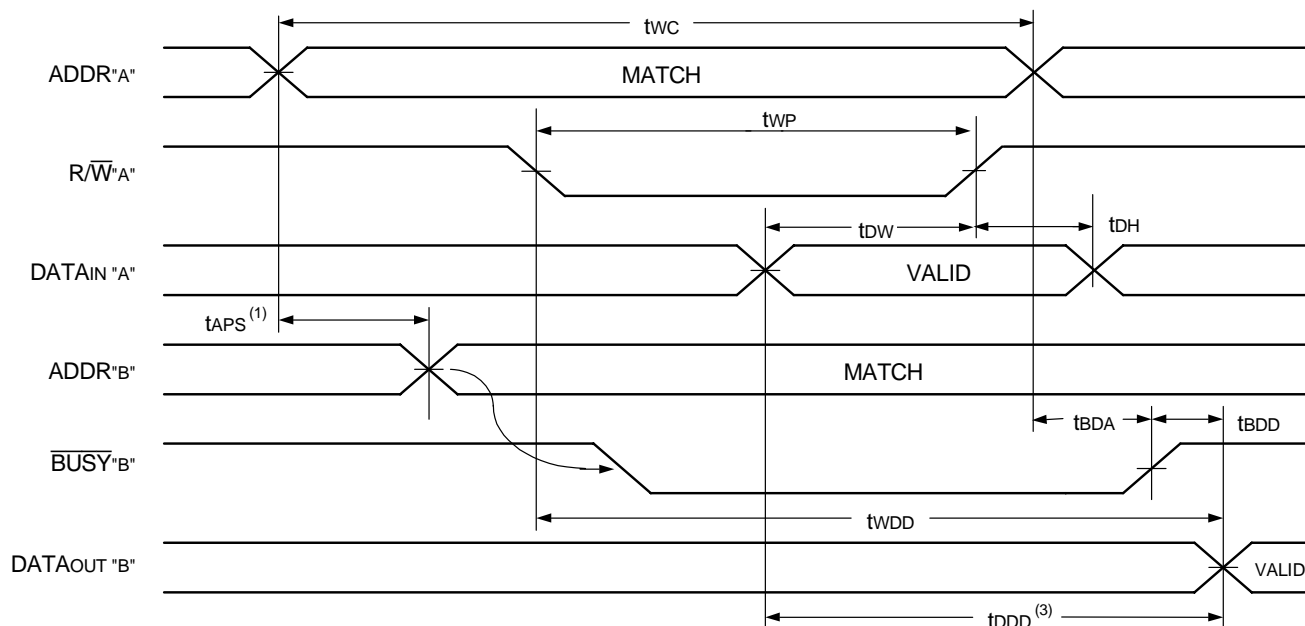 tWC
ADDR"A" MATCH
tWP
R/W̅"A"
tDW tDH
DATAIN "A" VALID
tAPS (1)
ADDR"B" MATCH
tBDA tBDD
B̅U̅S̅Y̅"B"
tWDD
DATAOUT "B" VALID
tDDD (3)